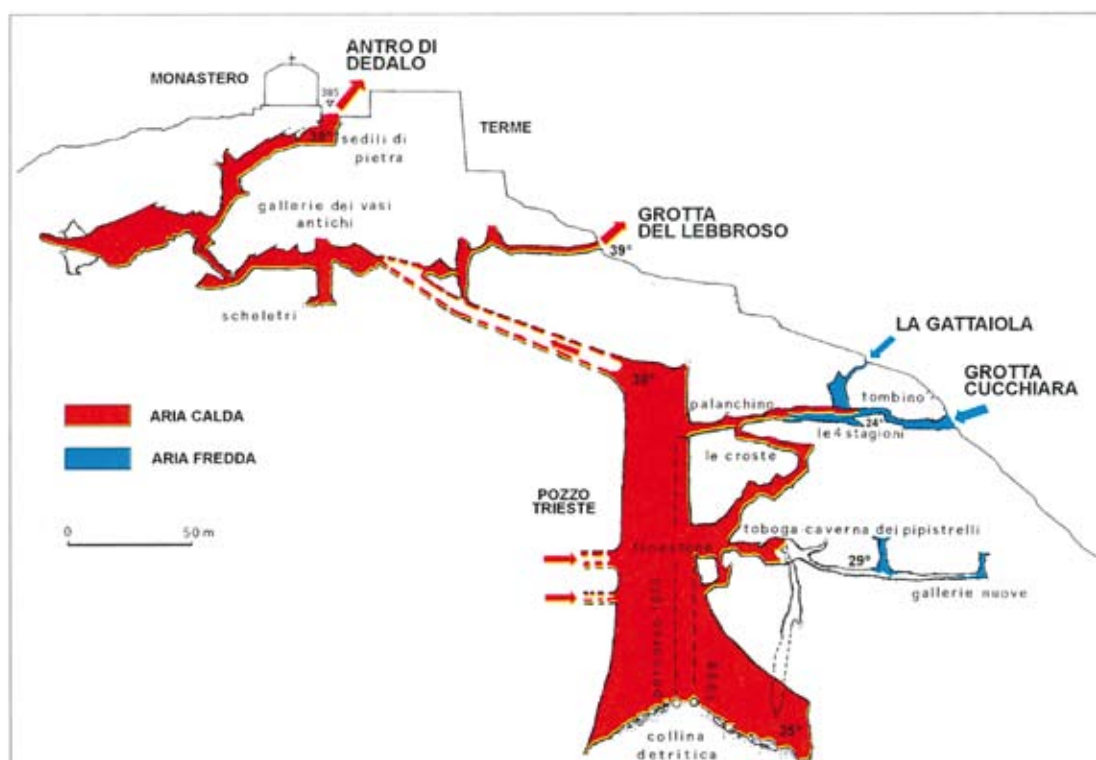 ANTRO DI
DEDALO
MONASTERO
385
38°
sedili di
pietra
TERME
gallerie dei vasi
antichi
GROTTA
DEL LEBBROSO
39°
scheletri
LA GATTAIOLA
GROTTA
CUCCHIARA
38°
palanchino
tombino
24°
le 4 stagioni
ARIA CALDA
ARIA FREDDA
le croste
0 50 m
POZZO
TRIESTE
toboga caverna dei pipistrelli
finestrone
29°
gallerie nuove
percorso
collina
detritica